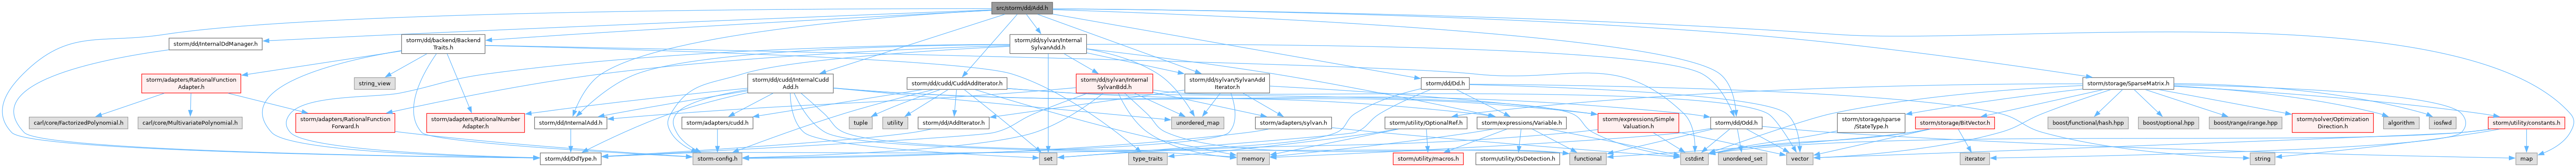 src/storm/dd/Add.h
storm/dd/InternalDdManager.h
storm/dd/backend/Backend
Traits.h
storm/dd/sylvan/Internal
SylvanAdd.h
storm/adapters/RationalFunction
Adapter.h
string_view
storm/dd/cudd/InternalCudd
Add.h
storm/dd/cudd/CuddAddIterator.h
storm/dd/sylvan/Internal
SylvanBdd.h
storm/dd/sylvan/SylvanAdd
Iterator.h
storm/dd/Dd.h
storm/storage/SparseMatrix.h
carl/core/FactorizedPolynomial.h
carl/core/MultivariatePolynomial.h
storm/adapters/RationalFunction
Forward.h
storm/adapters/RationalNumber
Adapter.h
storm/dd/InternalAdd.h
storm/adapters/cudd.h
tuple
utility
storm/dd/AddIterator.h
unordered_map
storm/adapters/sylvan.h
storm/utility/OptionalRef.h
storm/expressions/Variable.h
storm/expressions/Simple
Valuation.h
storm/dd/Odd.h
storm/storage/sparse
/StateType.h
storm/storage/BitVector.h
boost/functional/hash.hpp
boost/optional.hpp
boost/range/irange.hpp
storm/solver/Optimization
Direction.h
algorithm
iosfwd
storm/utility/constants.h
storm/dd/DdType.h
storm-config.h
set
type_traits
memory
storm/utility/macros.h
storm/utility/OsDetection.h
functional
cstdint
unordered_set
vector
iterator
string
map